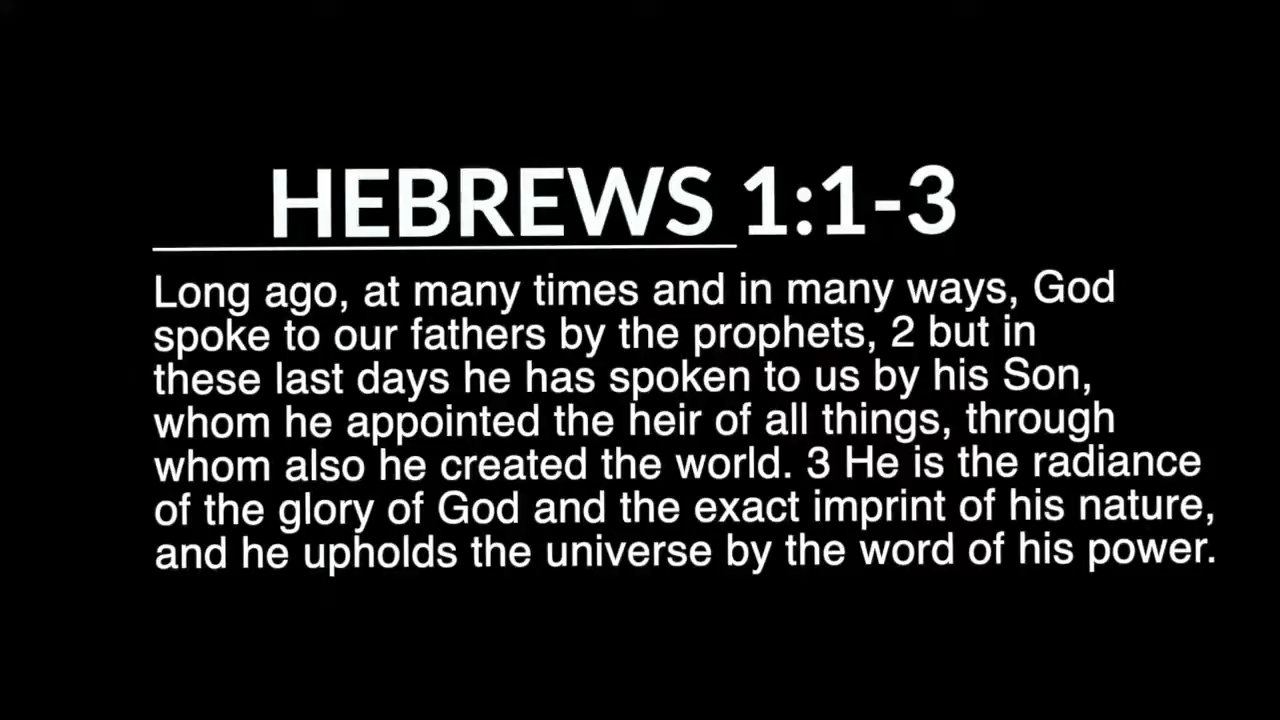 HEBREWS 1:1-3
Long ago, at many times and in many ways, God
spoke to our fathers by the prophets, 2 but in
these last days he has spoken to us by his Son,
whom he appointed the heir of all things, through
whom also he created the world. 3 He is the radiance
of the glory of God and the exact imprint of his nature,
and he upholds the universe by the word of his power.